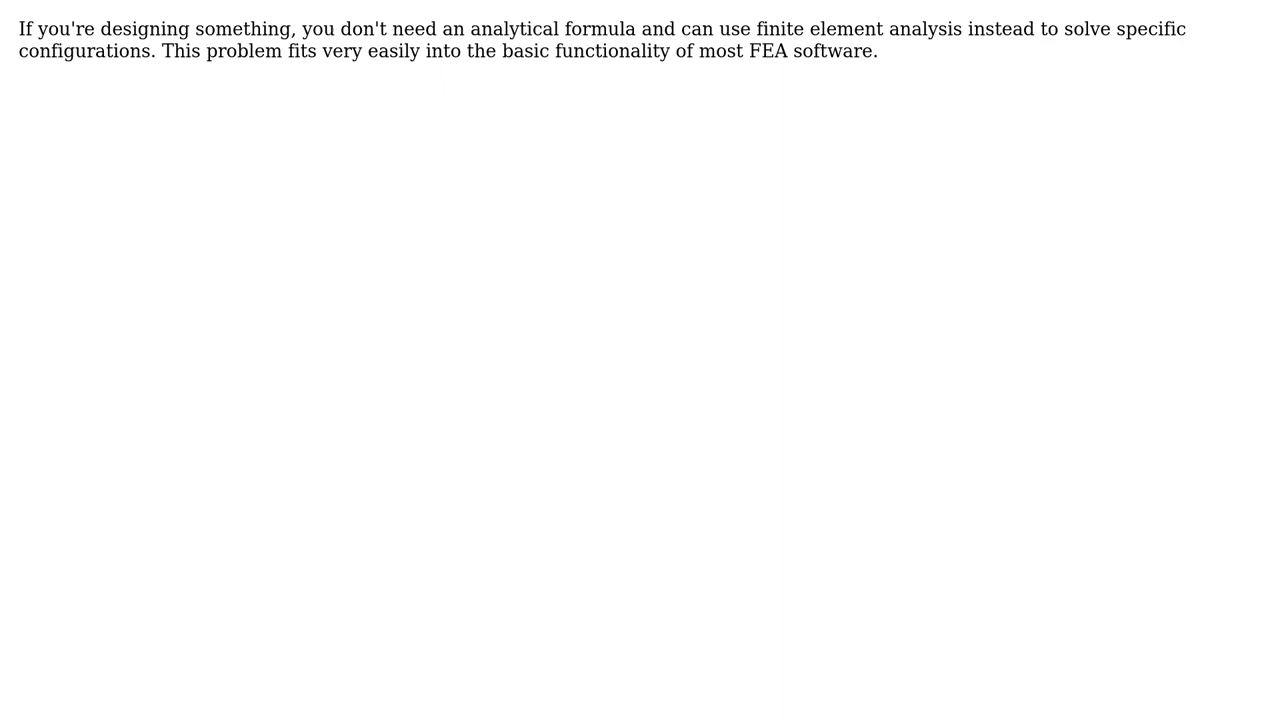 If you're designing something, you don't need an analytical formula and can use finite element analysis instead to solve specific
configurations. This problem fits very easily into the basic functionality of most FEA software.